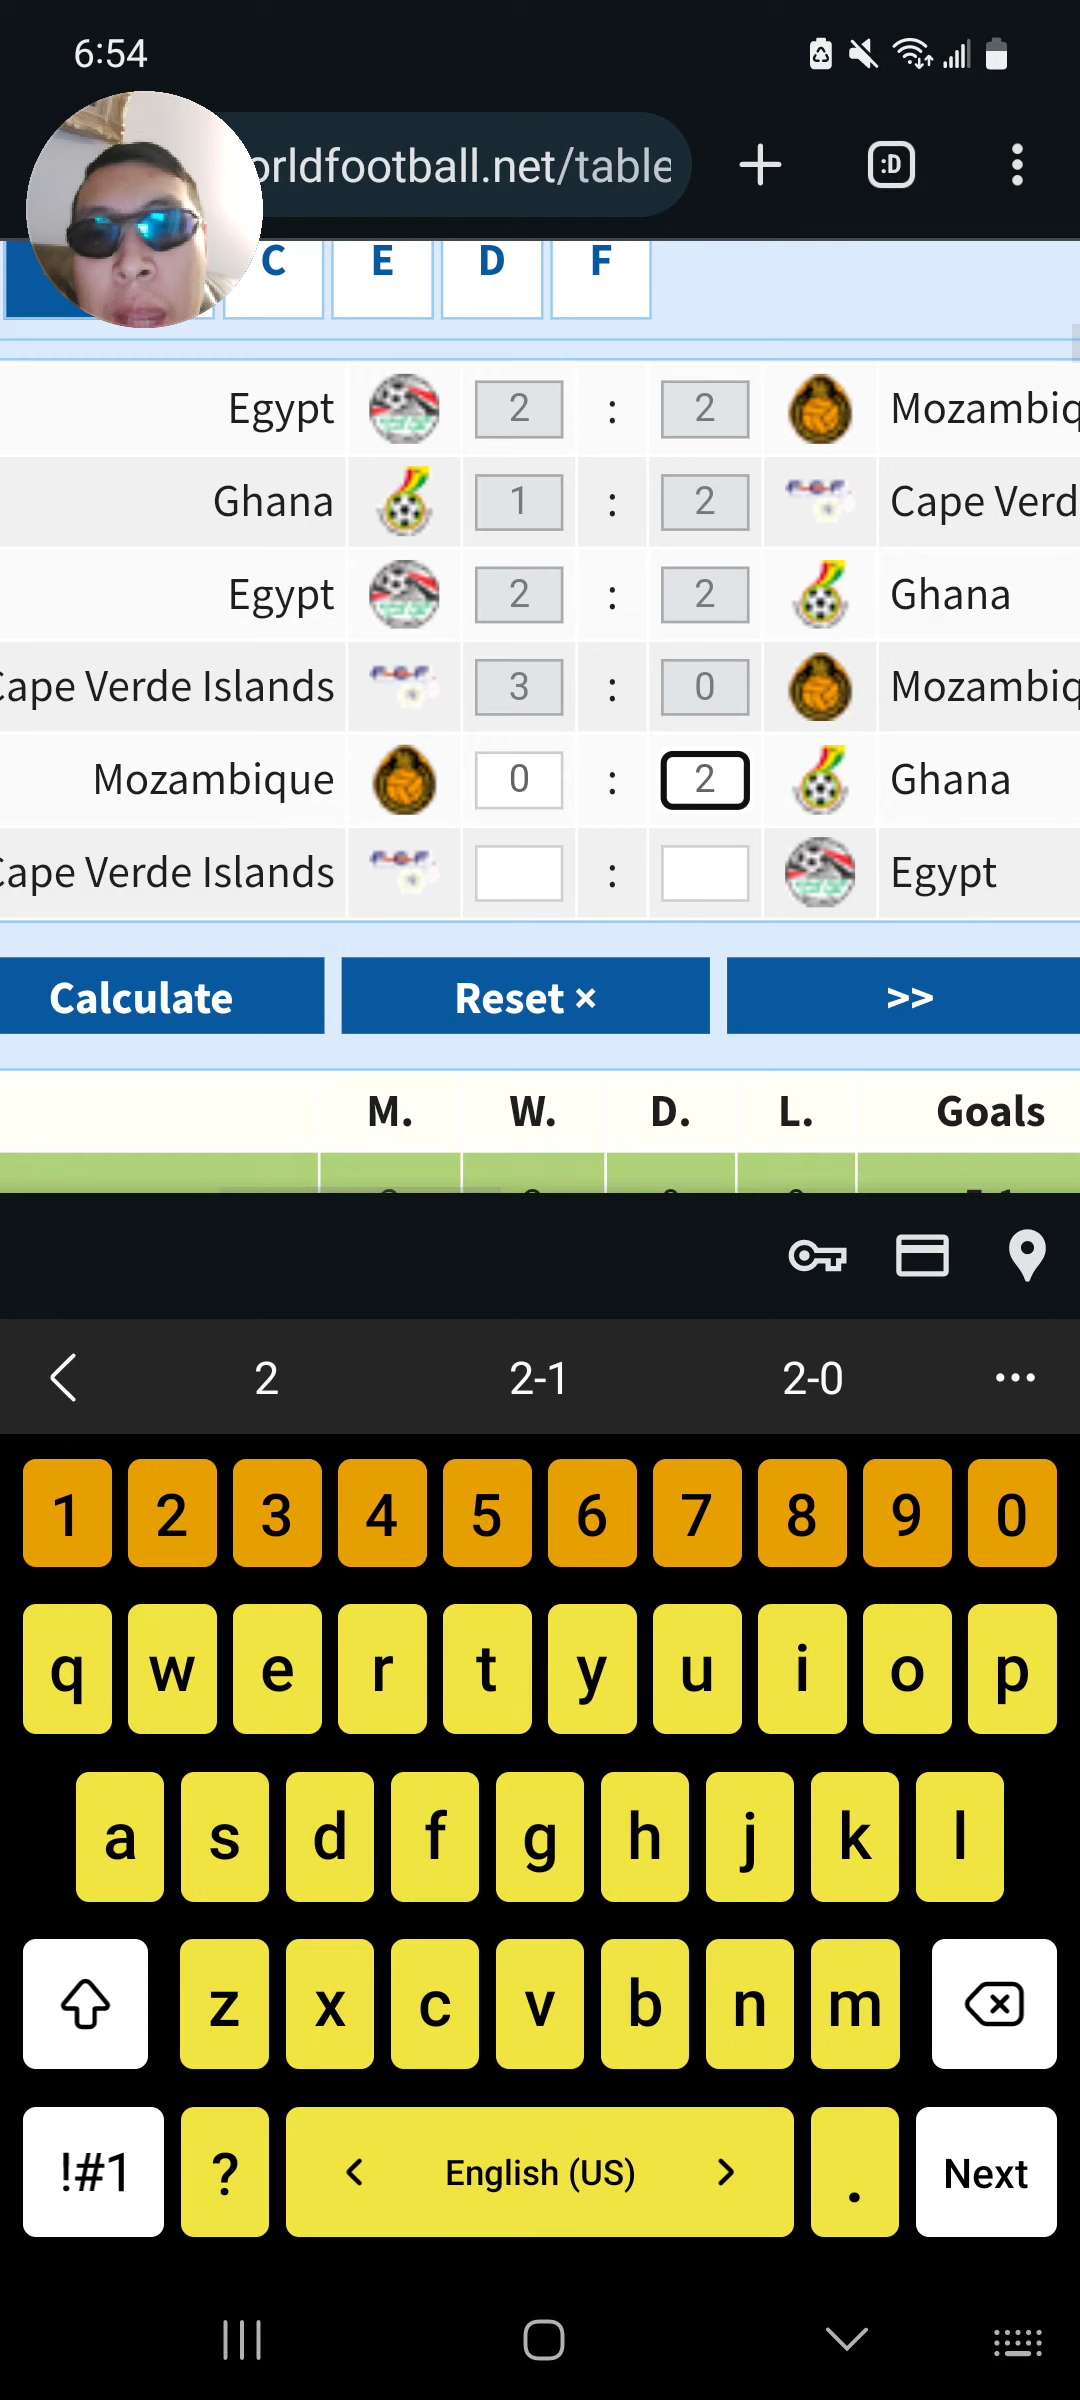 6:54
orldfootball.net/table
:D
C E D F
Egypt 2 : 2 Mozambiq
Ghana 1 : 2 Cape Verd
Egypt 2 : 2 Ghana
Cape Verde Islands 3 : 0 Mozambiq
Mozambique 0 : 2 Ghana
Cape Verde Islands : Egypt
Calculate Reset × >>
M. W. D. L. Goals
2 2-1 2-0 ...
1 2 3 4 5 6 7 8 9 0
q w e r t y u i o p
a s d f g h j k l
z x c v b n m
!#1 ? < English (US) > . Next